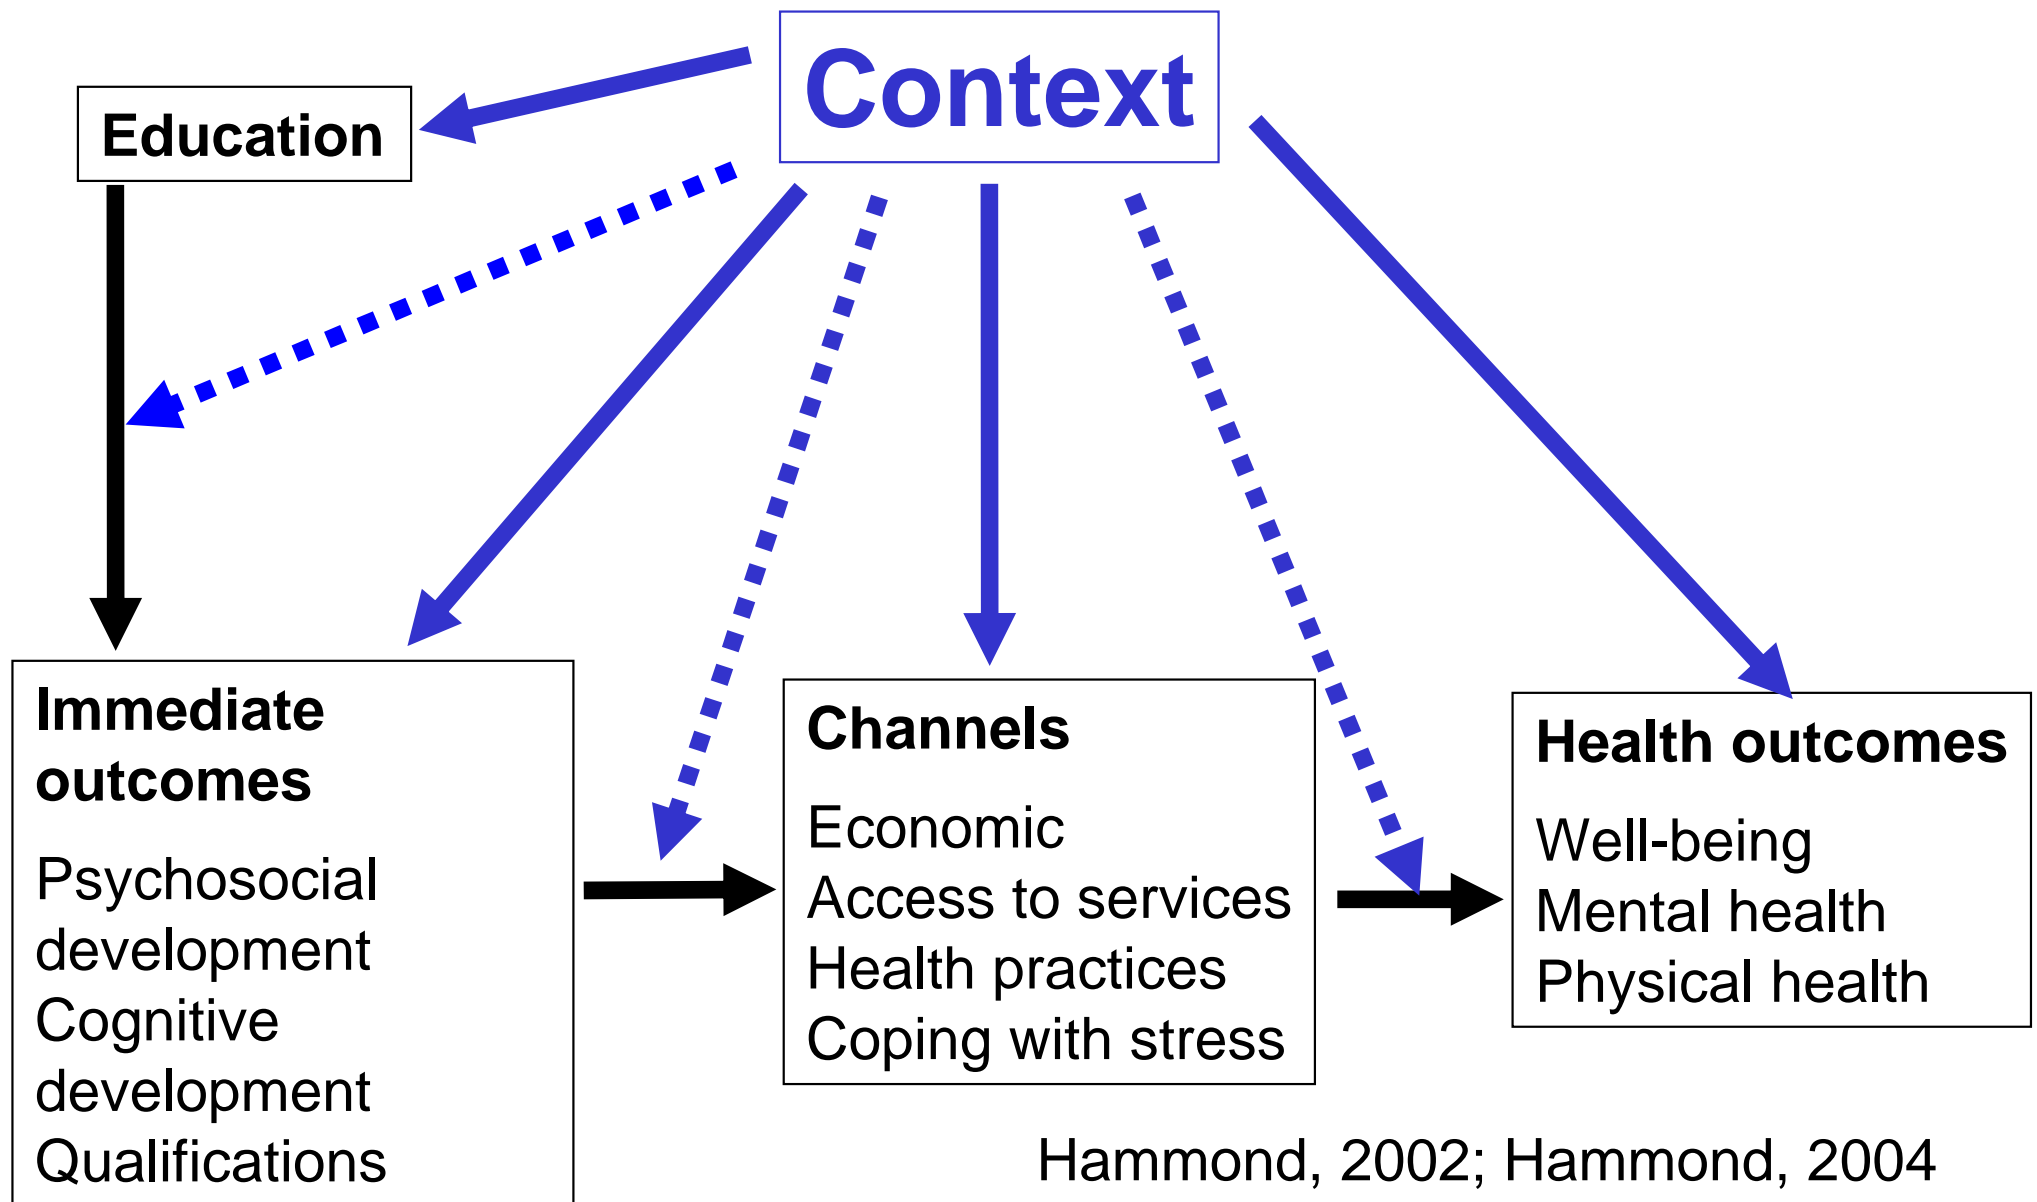 Context
Education
Immediate
outcomes
Psychosocial
development
Cognitive
development
Qualifications
Channels
Economic
Access to services
Health practices
Coping with stress
Health outcomes
Well-being
Mental health
Physical health
Hammond, 2002; Hammond, 2004